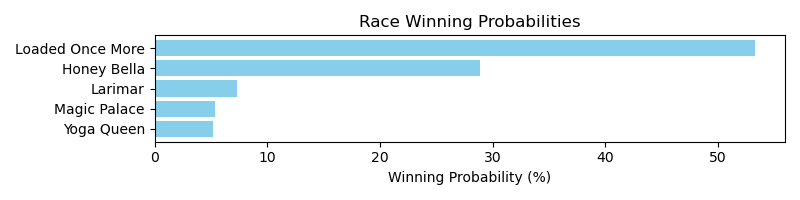 Race Winning Probabilities
Loaded Once More
Honey Bella
Larimar
Magic Palace
Yoga Queen
0 10 20 30 40 50
Winning Probability (%)